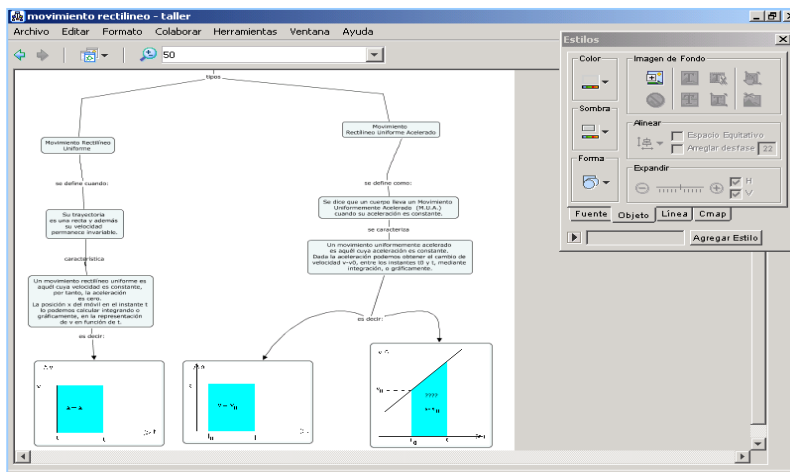 movimiento rectilineo - taller
Archivo Editar Formato Colaborar Herramientas Ventana Ayuda
50
tipos
Movimiento Rectilíneo
Uniforme
se define cuando:
Su trayectoria
es una recta y además
su velocidad
permanece invariable.
característica
Un movimiento rectilíneo uniforme es
aquél cuya velocidad es constante,
por tanto, la aceleración
es cero.
La posición x del móvil en el instante t
lo podemos calcular integrando o
gráficamente, en la representación
de v en función de t.
es decir:
v
t
Movimiento
Rectilíneo Uniforme Acelerado
se define como:
Se dice que un cuerpo lleva un Movimiento
Uniformemente Acelerado (M.U.A.)
cuando su aceleración es constante.
se caracteriza
Un movimiento uniformemente acelerado
es aquél cuya aceleración es constante.
Dada la aceleración podemos obtener el cambio de
velocidad v-v0, entre los instantes t0 y t, mediante
integración, o gráficamente.
es decir:
v - v0
t0
????
t0
Estilos
Color
Sombra
Forma
Imagen de Fondo
Alinear
Espacio Equitativo
Arreglar desfase 22
Expandir
H
V
Fuente Objeto Línea Cmap
Agregar Estilo